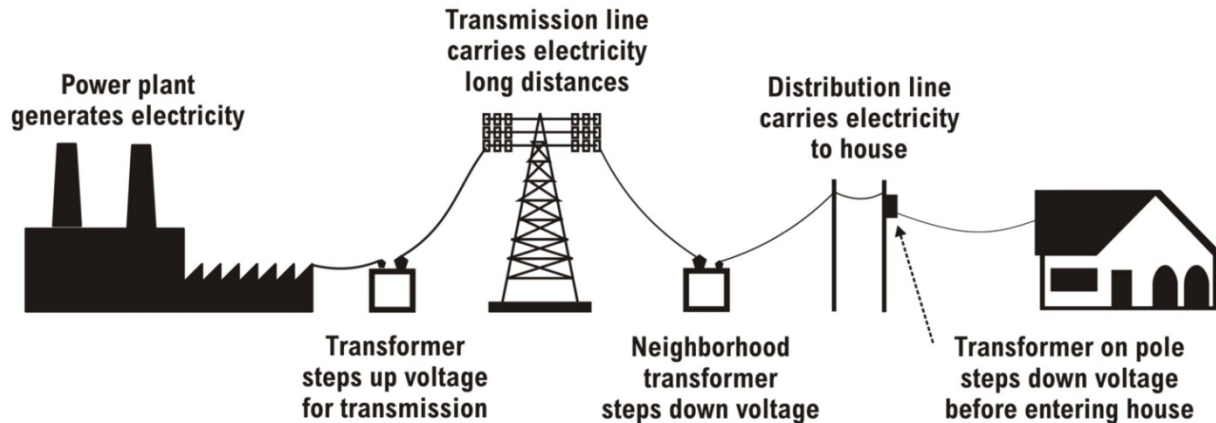 Power plant
generates electricity
Transmission line
carries electricity
long distances
Distribution line
carries electricity
to house
Transformer
steps up voltage
for transmission
Neighborhood
transformer
steps down voltage
Transformer on pole
steps down voltage
before entering house